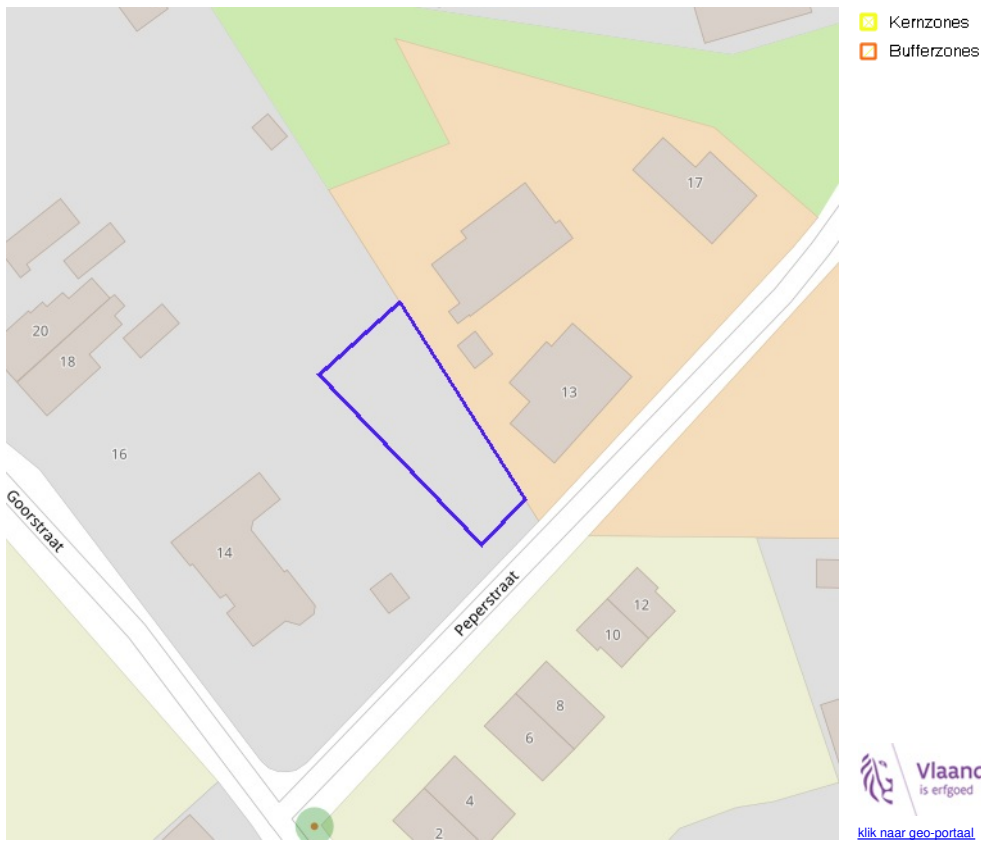 Kernzones
Bufferzones
17
20
18
13
16
Goorstraat
14
Peperstraat
12
10
8
6
4
2
Vlaand
is erfgoed
klik naar geo-portaal